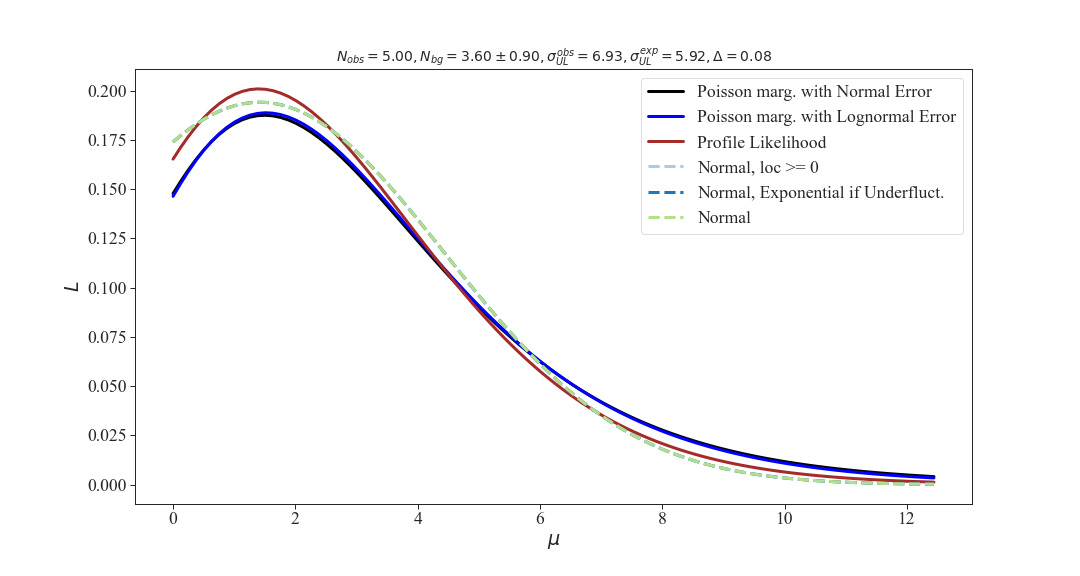 N_obs = 5.00, N_bg = 3.60 ± 0.90, σ_UL^obs = 6.93, σ_UL^exp = 5.92, Δ = 0.08
Poisson marg. with Normal Error
Poisson marg. with Lognormal Error
Profile Likelihood
Normal, loc >= 0
Normal, Exponential if Underfluct.
Normal
L
0.200
0.175
0.150
0.125
0.100
0.075
0.050
0.025
0.000
0 2 4 6 8 10 12
μ